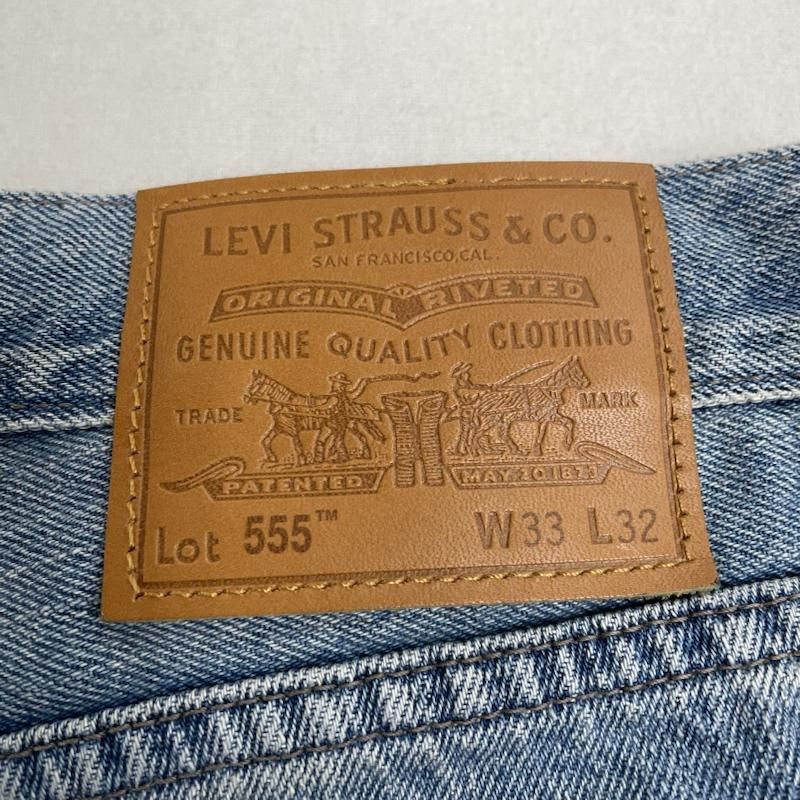 LEVI STRAUSS & CO.
SAN FRANCISCO, CAL.
ORIGINAL RIVETED
GENUINE QUALITY CLOTHING
TRADE MARK
PATENTED MAY 20 1873
Lot 555™ W33 L32